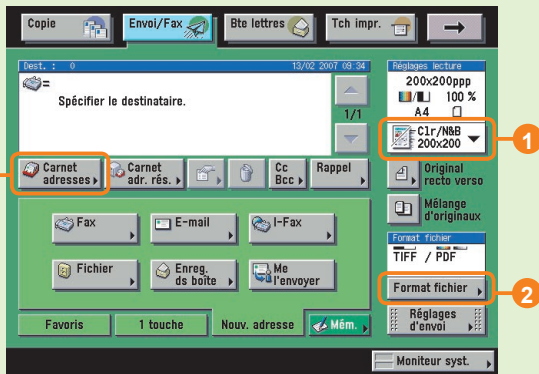 Copie
Envoi/Fax
Bte lettres
Tch impr.
Dest. : 0
13/02 2007 09:34
Spécifier le destinataire.
1/1
Réglages lecture
200x200ppp
100 %
A4
Clr/N&B
200x200
1
Carnet
adresses
Carnet
adr. rés.
Cc
Bcc
Rappel
Original
recto verso
Mélange
d'originaux
Fax
E-mail
I-Fax
Fichier
Enreg.
ds boîte
Me
l'envoyer
Format fichier
TIFF / PDF
Format fichier
2
Réglages
d'envoi
Favoris
1 touche
Nouv. adresse
Mém.
Moniteur syst.